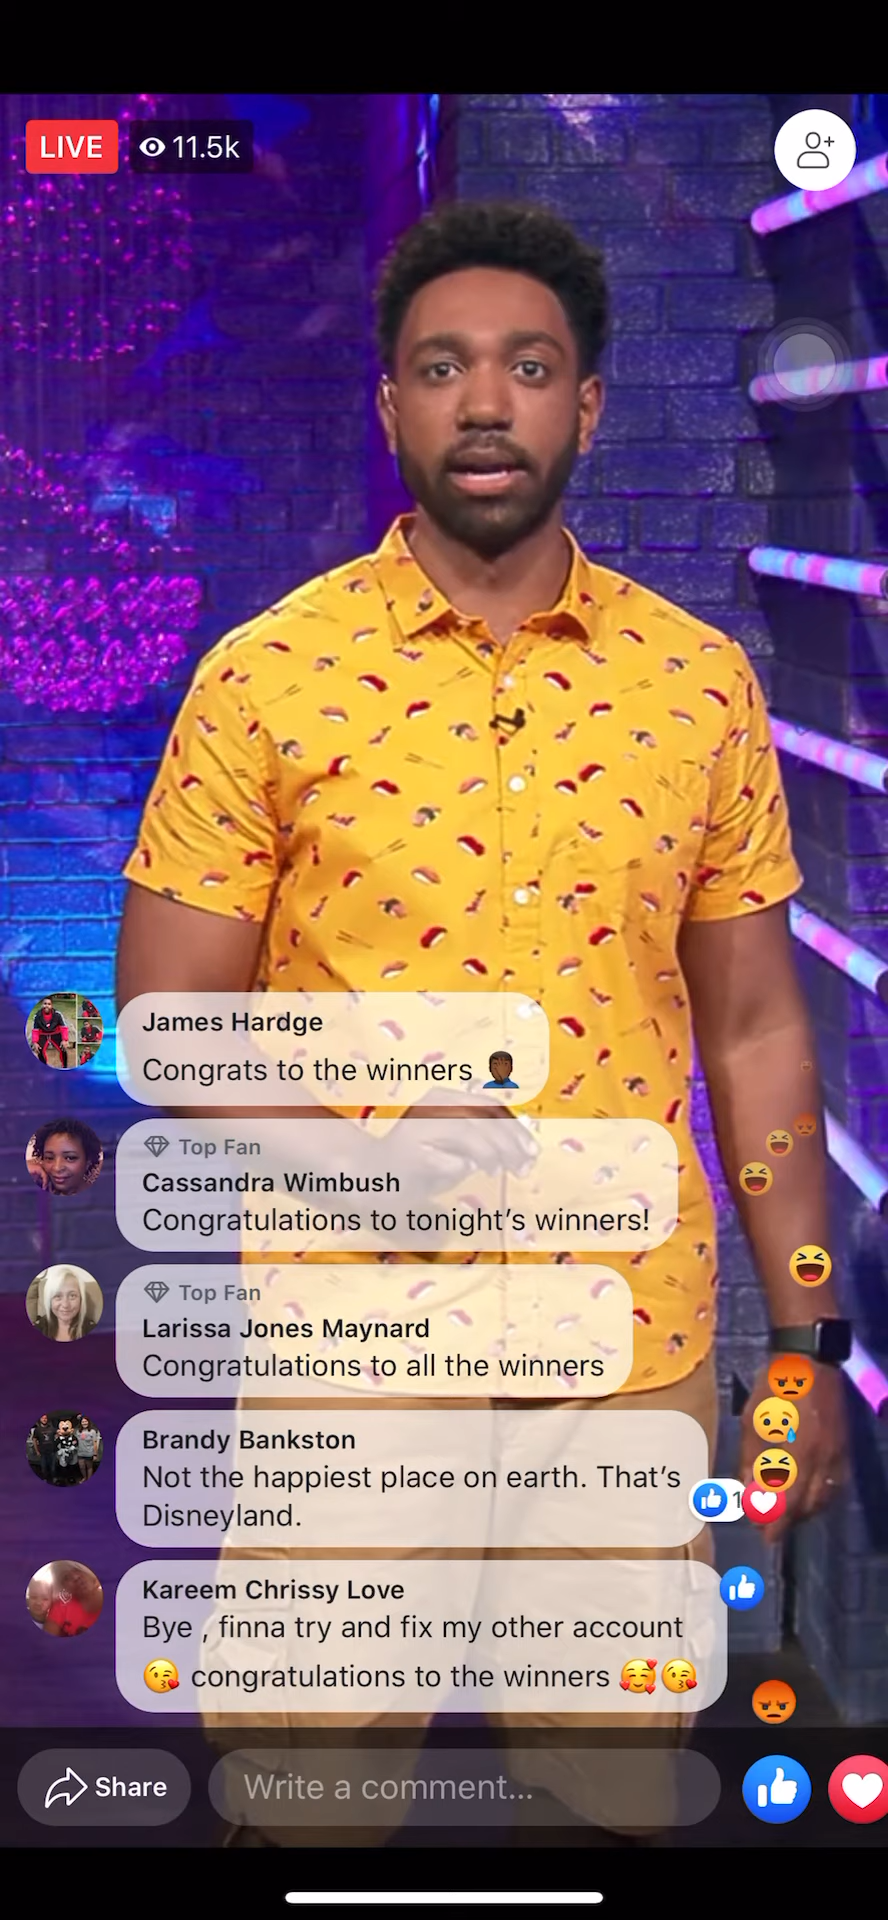 LIVE 11.5k
James Hardge
Congrats to the winners 🤦🏿‍♂️
Top Fan
Cassandra Wimbush
Congratulations to tonight's winners!
Top Fan
Larissa Jones Maynard
Congratulations to all the winners
Brandy Bankston
Not the happiest place on earth. That's
Disneyland.
1
Kareem Chrissy Love
Bye , finna try and fix my other account
😘 congratulations to the winners 🥰😘
Share
Write a comment...